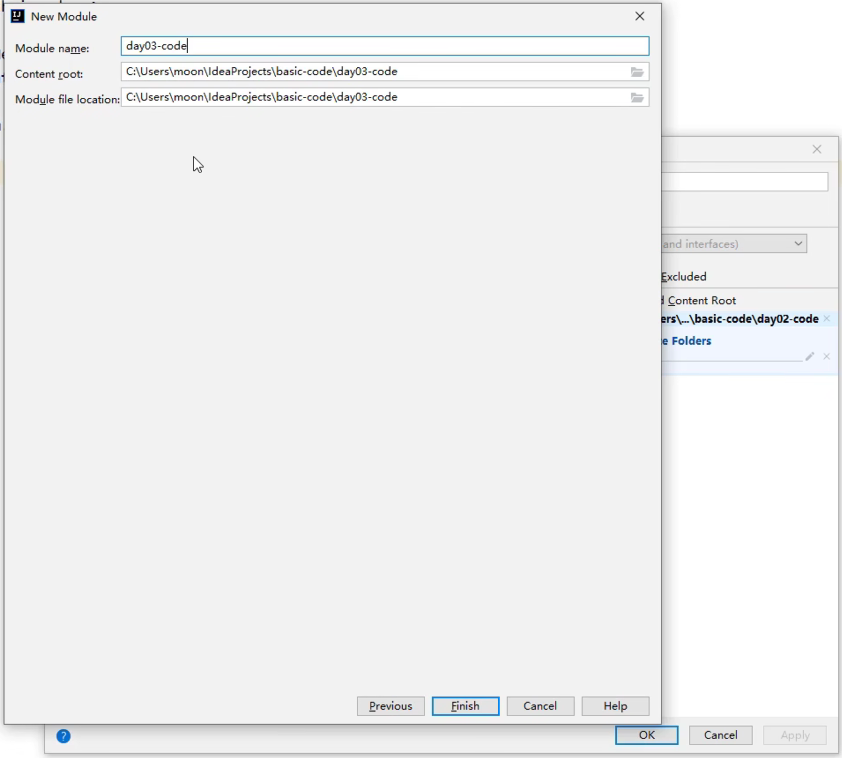 New Module
Module name: day03-code
Content root: C:\Users\moon\IdeaProjects\basic-code\day03-code
Module file location: C:\Users\moon\IdeaProjects\basic-code\day03-code
and interfaces)
Excluded
Content Root
\...\basic-code\day02-code
Folders
Previous Finish Cancel Help
? OK Cancel Apply